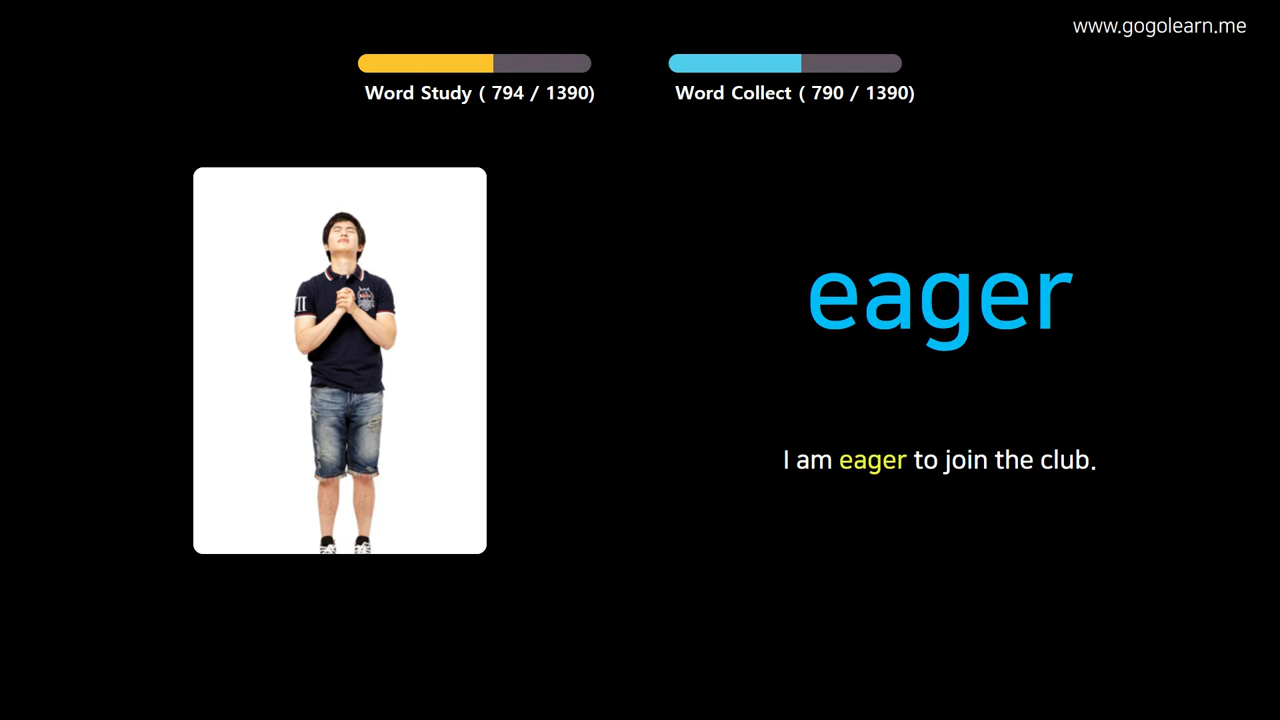 www.gogolearn.me
Word Study ( 794 / 1390)
Word Collect ( 790 / 1390)
eager
I am eager to join the club.